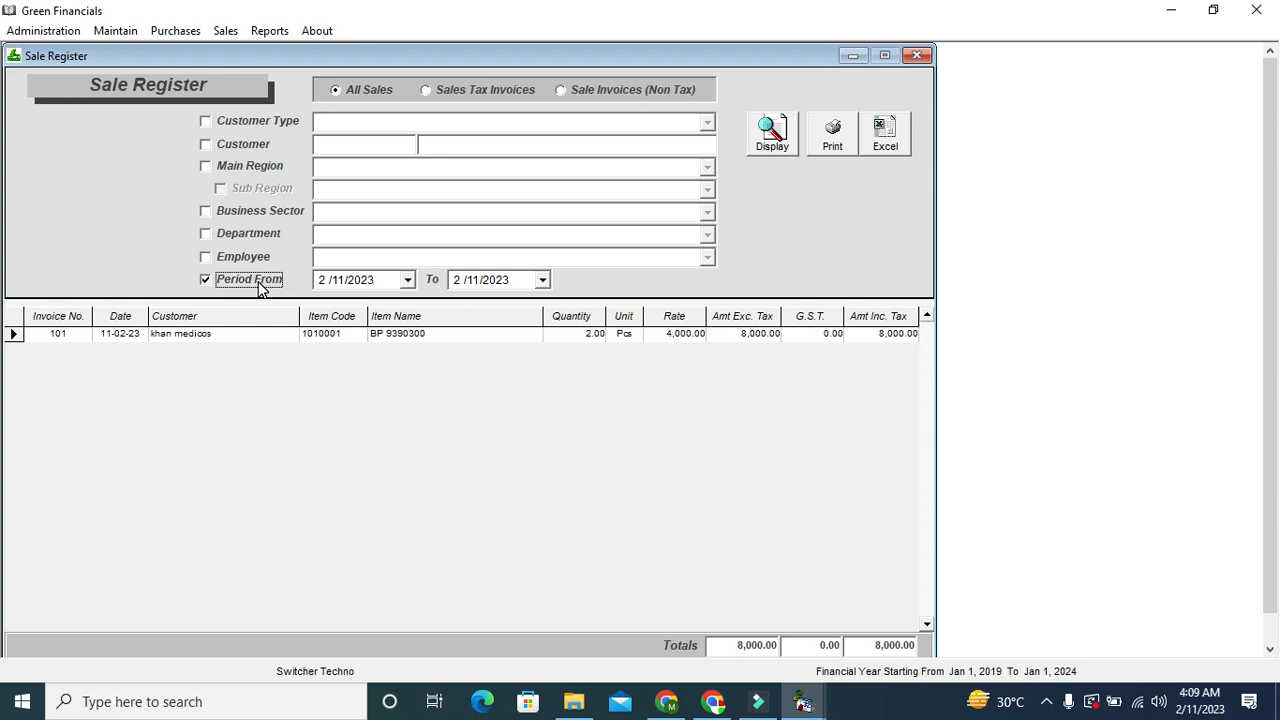 Green Financials
Administration Maintain Purchases Sales Reports About
Sale Register
Sale Register
All Sales Sales Tax Invoices Sale Invoices (Non Tax)
Customer Type
Customer
Main Region
Sub Region
Business Sector
Department
Employee
Period From 2 /11/2023 To 2 /11/2023
Display Print Excel
Invoice No. Date Customer Item Code Item Name Quantity Unit Rate Amt Exc. Tax G.S.T. Amt Inc. Tax
101 11-02-23 khan medicos 1010001 BP 9390300 2.00 Pcs 4,000.00 8,000.00 0.00 8,000.00
Totals 8,000.00 0.00 8,000.00
Switcher Techno Financial Year Starting From Jan 1, 2019 To Jan 1, 2024
Type here to search
M
30°C
4:09 AM
2/11/2023